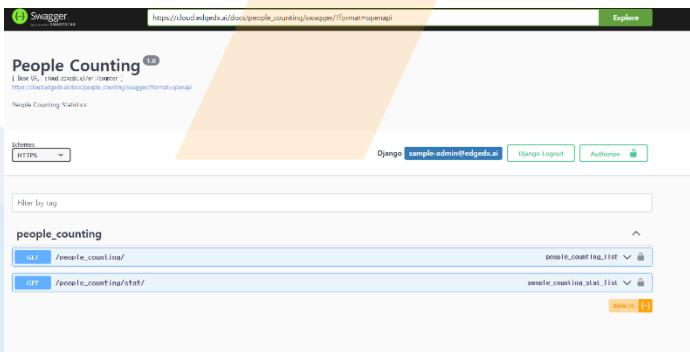 Swagger
https://cloud.edgedx.ai/docs/people_counting/swagger/?format=openapi
Explore
People Counting 1.0
https://cloud.edgedx.ai/docs/people_counting/swagger/?format=openapi
People Counting Statistics
Schemes
HTTPS
Django sample-admin@edgedx.ai Django Logout Authorize
Filter by tag
people_counting
GET /people_counting/ people_counting_list
GET /people_counting/stat/ people_counting_stat_list
INVALID {-}